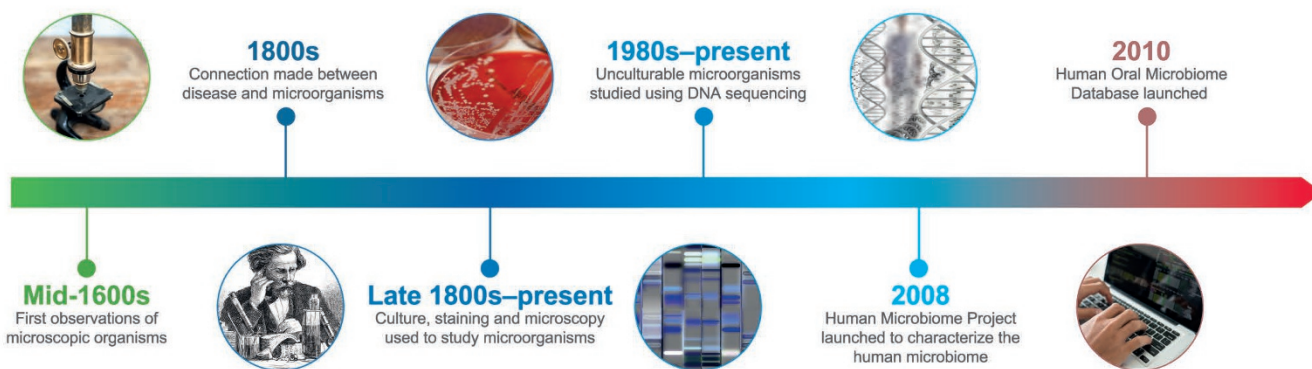 1800s
Connection made between
disease and microorganisms
1980s–present
Unculturable microorganisms
studied using DNA sequencing
2010
Human Oral Microbiome
Database launched
Mid-1600s
First observations of
microscopic organisms
Late 1800s–present
Culture, staining and microscopy
used to study microorganisms
2008
Human Microbiome Project
launched to characterize the
human microbiome